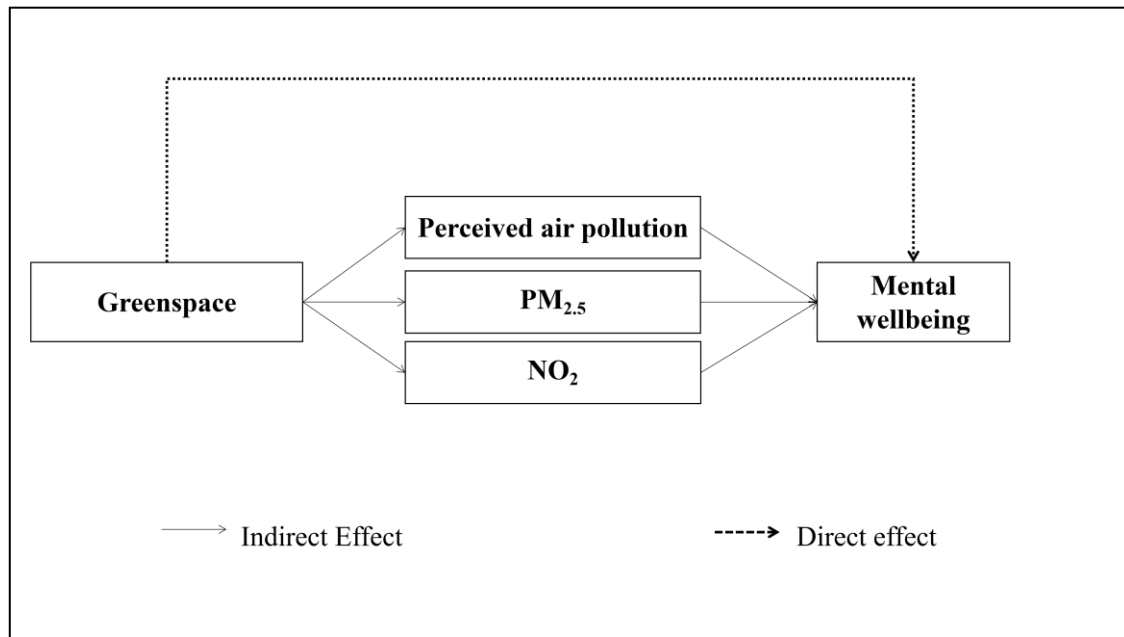 Perceived air pollution
Greenspace
PM₂.₅
Mental
wellbeing
NO₂
Indirect Effect
Direct effect